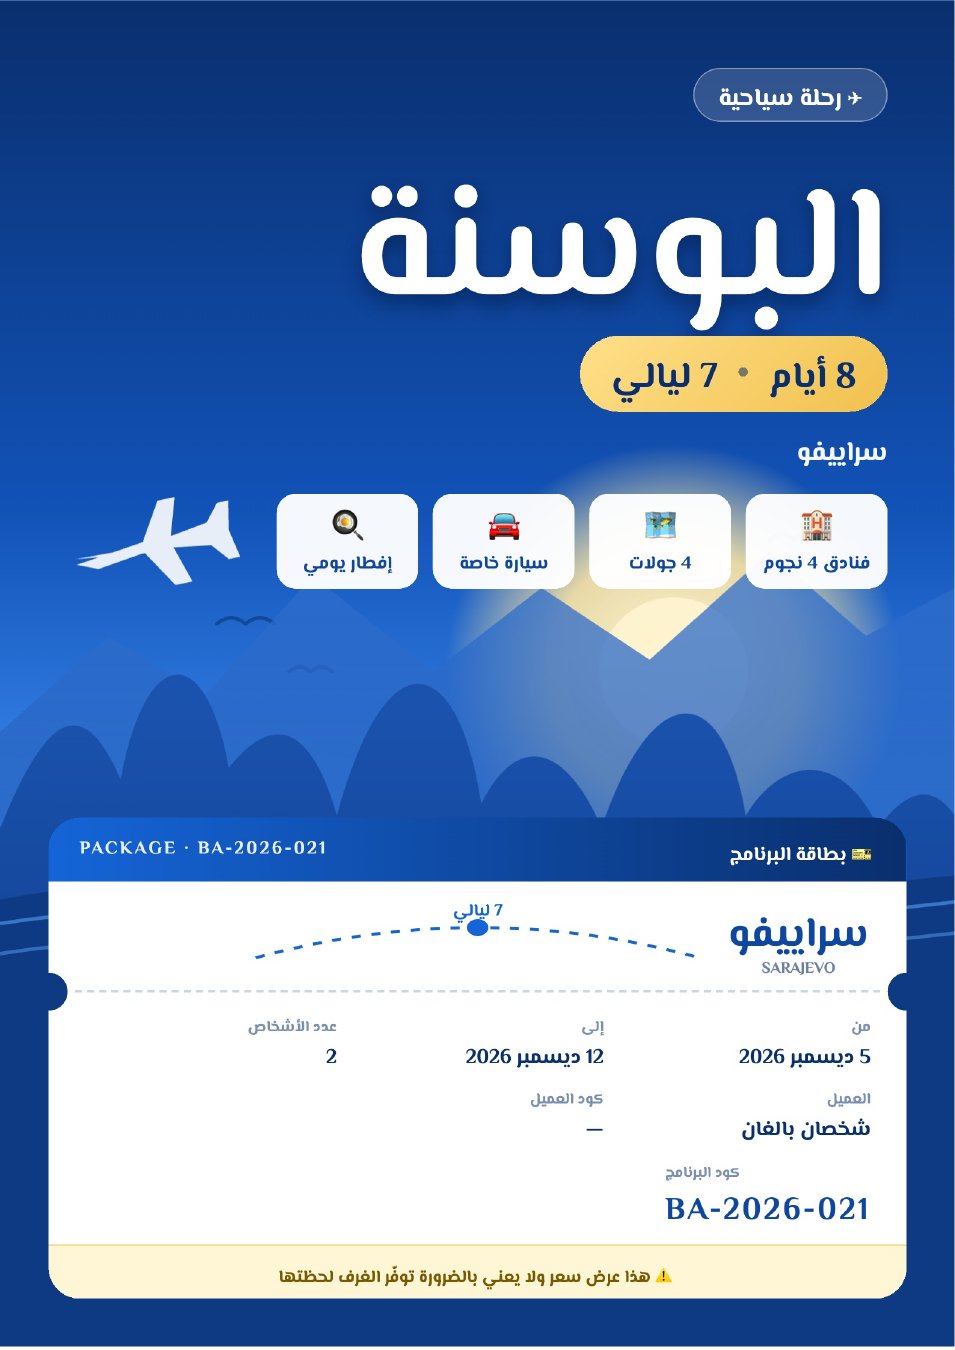 ✈ رحلة سياحية
البوسنة
8 أيام • 7 ليالي
سراييفو
فنادق 4 نجوم
4 جولات
سيارة خاصة
إفطار يومي
🎫 بطاقة البرنامج
PACKAGE · BA-2026-021
7 ليالي
سراييفو
SARAJEVO
من
إلى
عدد الأشخاص
5 ديسمبر 2026
12 ديسمبر 2026
2
العميل
كود العميل
شخصان بالغان
—
كود البرنامج
BA-2026-021
⚠️ هذا عرض سعر ولا يعني بالضرورة توفّر الغرف لحظتها